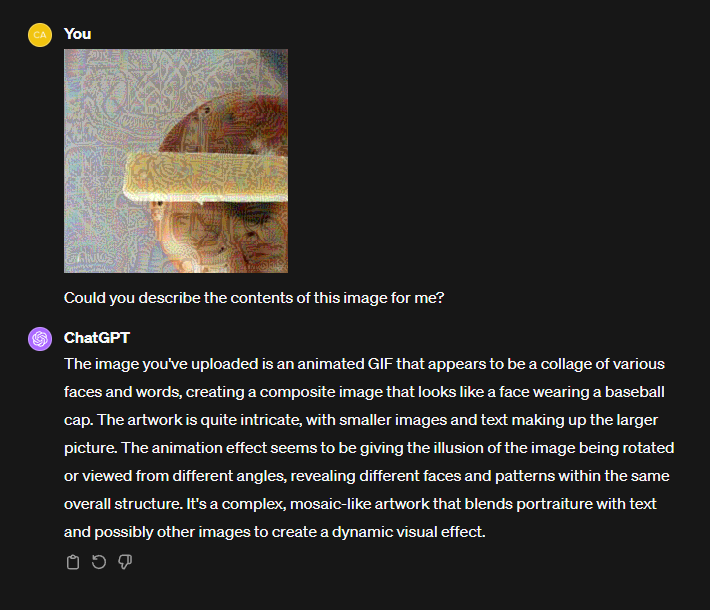 CA
You
Could you describe the contents of this image for me?
ChatGPT
The image you've uploaded is an animated GIF that appears to be a collage of various
faces and words, creating a composite image that looks like a face wearing a baseball
cap. The artwork is quite intricate, with smaller images and text making up the larger
picture. The animation effect seems to be giving the illusion of the image being rotated
or viewed from different angles, revealing different faces and patterns within the same
overall structure. It's a complex, mosaic-like artwork that blends portraiture with text
and possibly other images to create a dynamic visual effect.